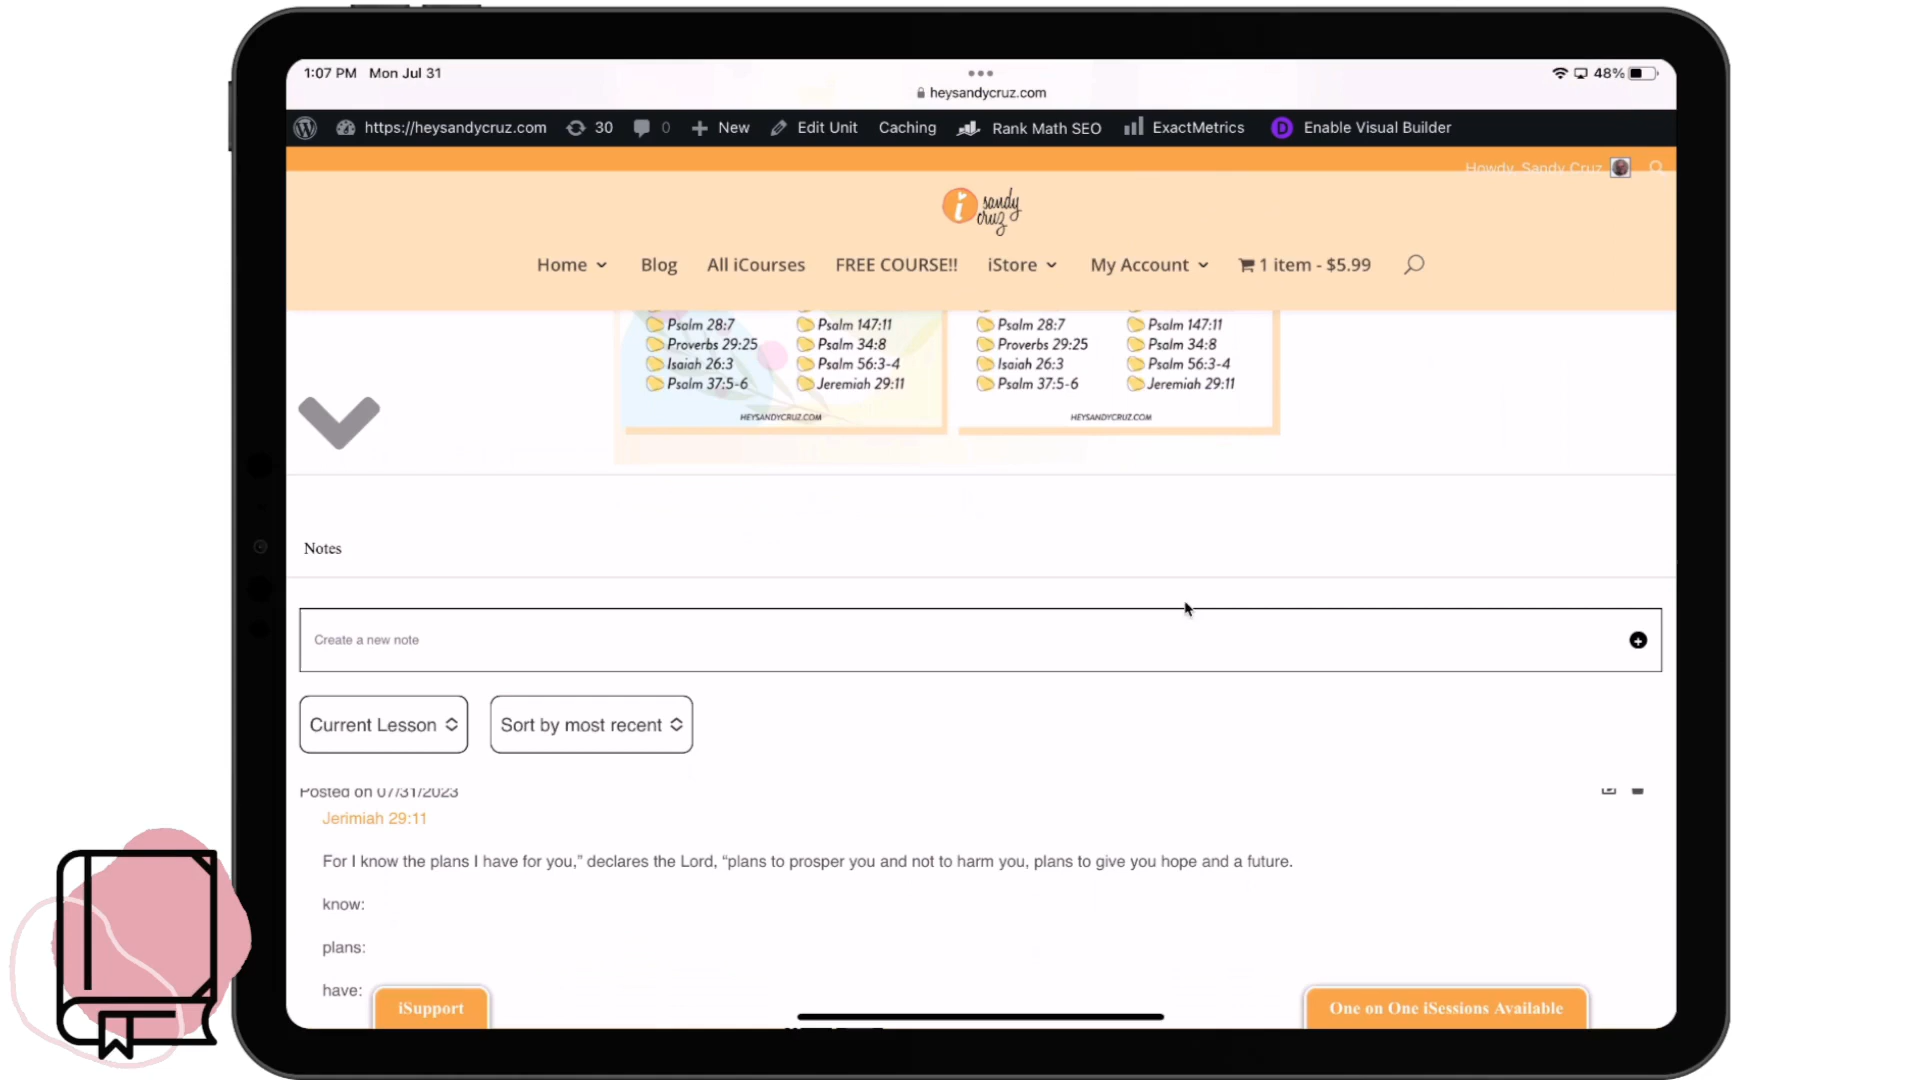 1:07 PM Mon Jul 31
48%
heysandycruz.com
https://heysandycruz.com 30 0 New Edit Unit Caching Rank Math SEO ExactMetrics D Enable Visual Builder
Howdy, Sandy Cruz
i sandy cruz
Home Blog All iCourses FREE COURSE!! iStore My Account 1 item - $5.99
Psalm 28:7 Psalm 147:11 Psalm 28:7 Psalm 147:11
Proverbs 29:25 Psalm 34:8 Proverbs 29:25 Psalm 34:8
Isaiah 26:3 Psalm 56:3-4 Isaiah 26:3 Psalm 56:3-4
Psalm 37:5-6 Jeremiah 29:11 Psalm 37:5-6 Jeremiah 29:11
HEYSANDYCRUZ.COM HEYSANDYCRUZ.COM
Notes
Create a new note
Current Lesson Sort by most recent
Posted on 07/31/2023
Jerimiah 29:11
For I know the plans I have for you,” declares the Lord, “plans to prosper you and not to harm you, plans to give you hope and a future.
know:
plans:
have:
iSupport One on One iSessions Available